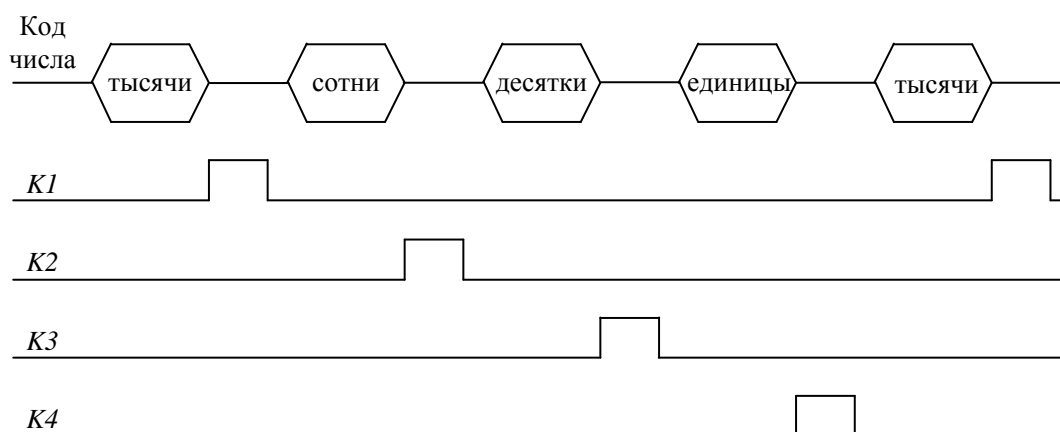 Код
числа
тысячи
сотни
десятки
единицы
тысячи
K1
K2
K3
K4